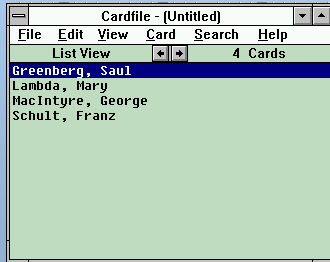 Cardfile - (Untitled)
File Edit View Card Search Help
List View 4 Cards
Greenberg, Saul
Lambda, Mary
MacIntyre, George
Schult, Franz